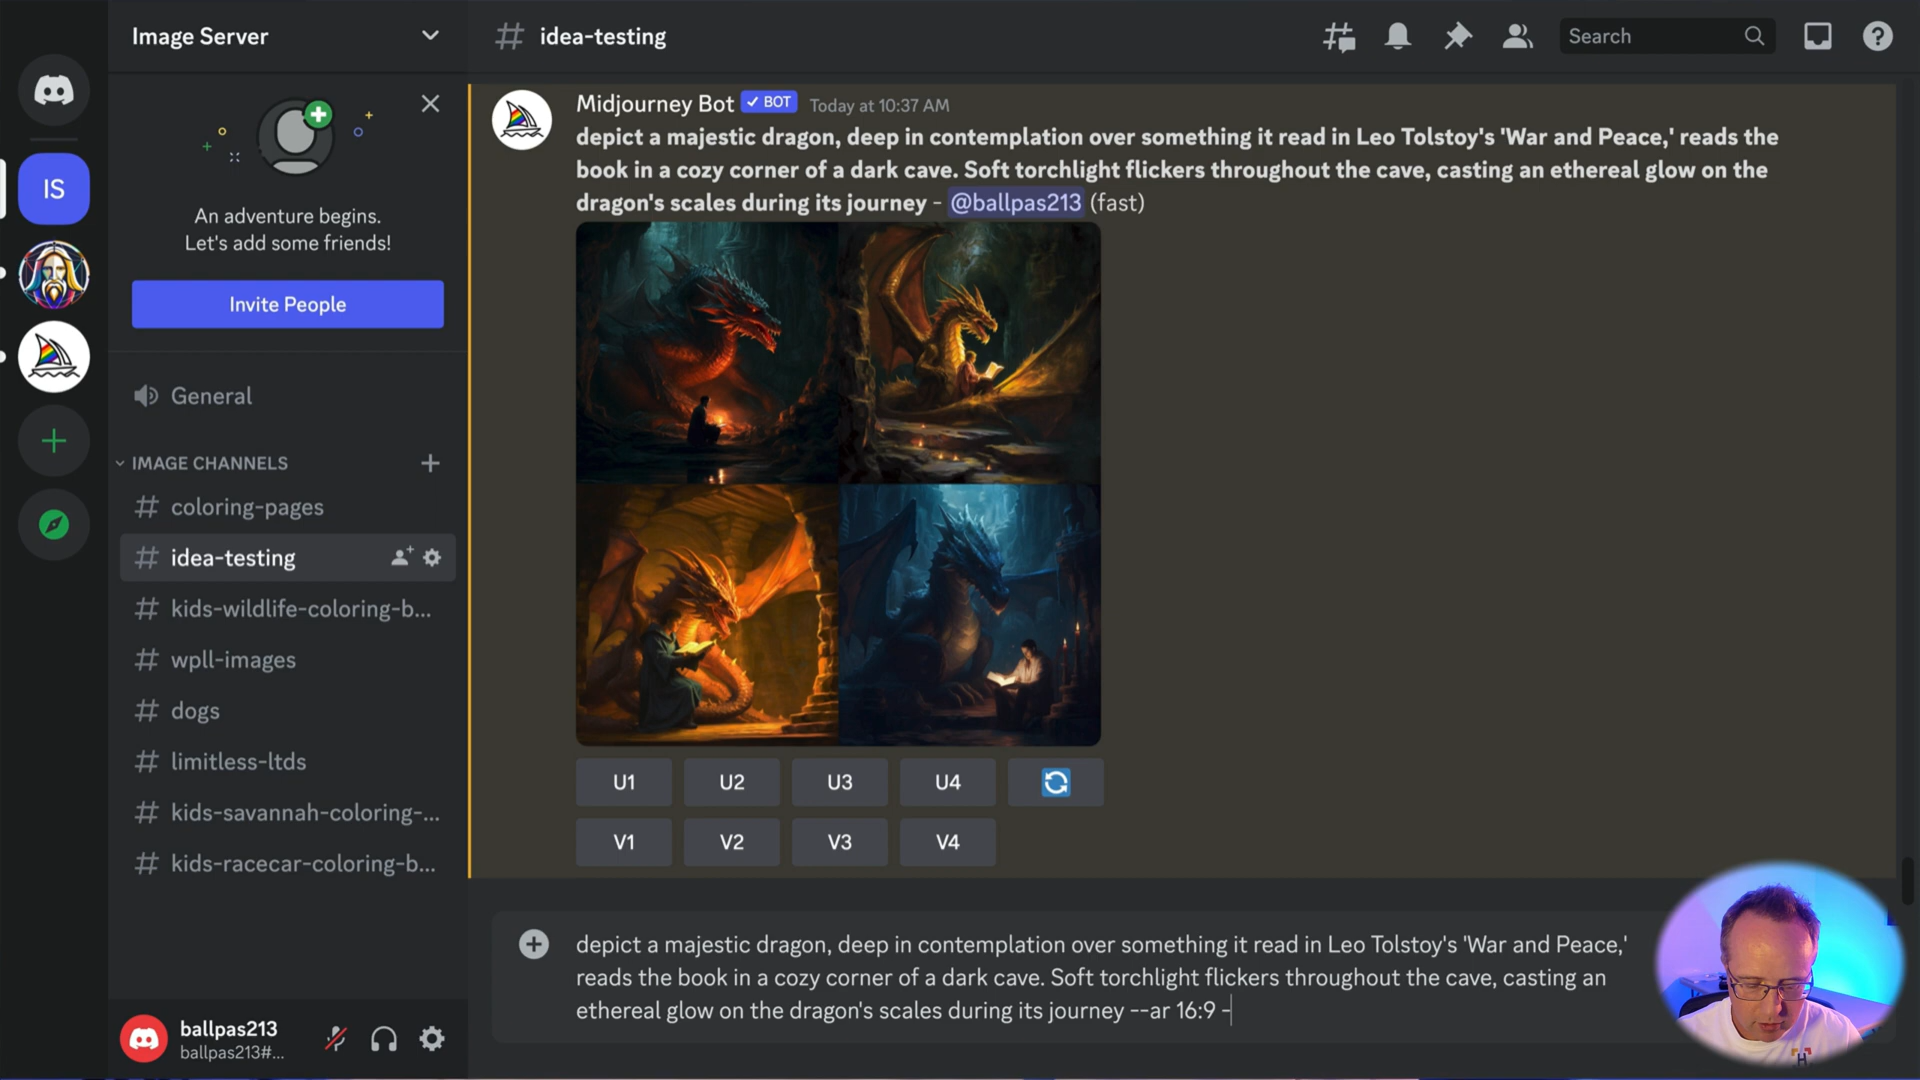 Image Server
# idea-testing
Search
IS
An adventure begins.
Let's add some friends!
Invite People
General
IMAGE CHANNELS
# coloring-pages
# idea-testing
# kids-wildlife-coloring-b...
# wpll-images
# dogs
# limitless-ltds
# kids-savannah-coloring-...
# kids-racecar-coloring-b...
ballpas213
ballpas213#...
Midjourney Bot ✓ BOT Today at 10:37 AM
depict a majestic dragon, deep in contemplation over something it read in Leo Tolstoy's 'War and Peace,' reads the
book in a cozy corner of a dark cave. Soft torchlight flickers throughout the cave, casting an ethereal glow on the
dragon's scales during its journey - @ballpas213 (fast)
U1 U2 U3 U4
V1 V2 V3 V4
depict a majestic dragon, deep in contemplation over something it read in Leo Tolstoy's 'War and Peace,'
reads the book in a cozy corner of a dark cave. Soft torchlight flickers throughout the cave, casting an
ethereal glow on the dragon's scales during its journey --ar 16:9 -
H